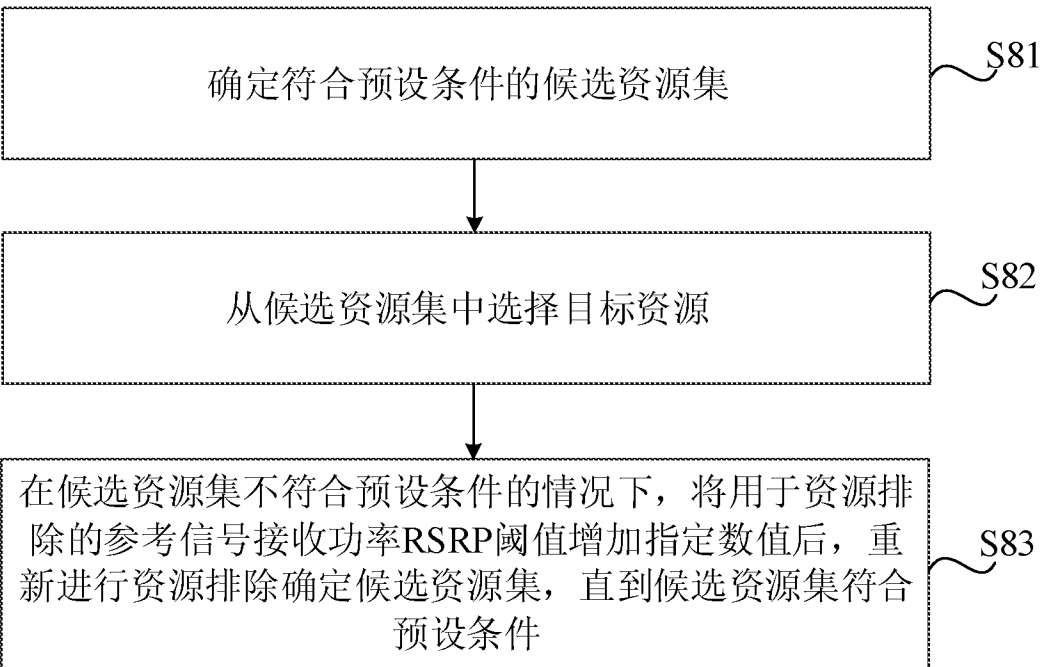 确定符合预设条件的候选资源集
S81
从候选资源集中选择目标资源
S82
在候选资源集不符合预设条件的情况下，将用于资源排
除的参考信号接收功率RSRP阈值增加指定数值后，重
新进行资源排除确定候选资源集，直到候选资源集符合
预设条件
S83